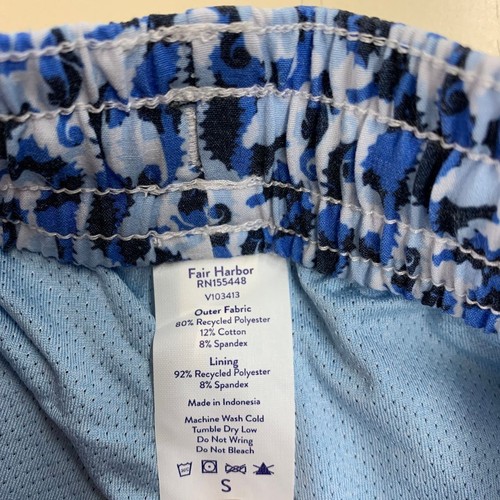 Fair Harbor
RN155448
V103413
Outer Fabric
80% Recycled Polyester
12% Cotton
8% Spandex
Lining
92% Recycled Polyester
8% Spandex
Made in Indonesia
Machine Wash Cold
Tumble Dry Low
Do Not Wring
Do Not Bleach
S